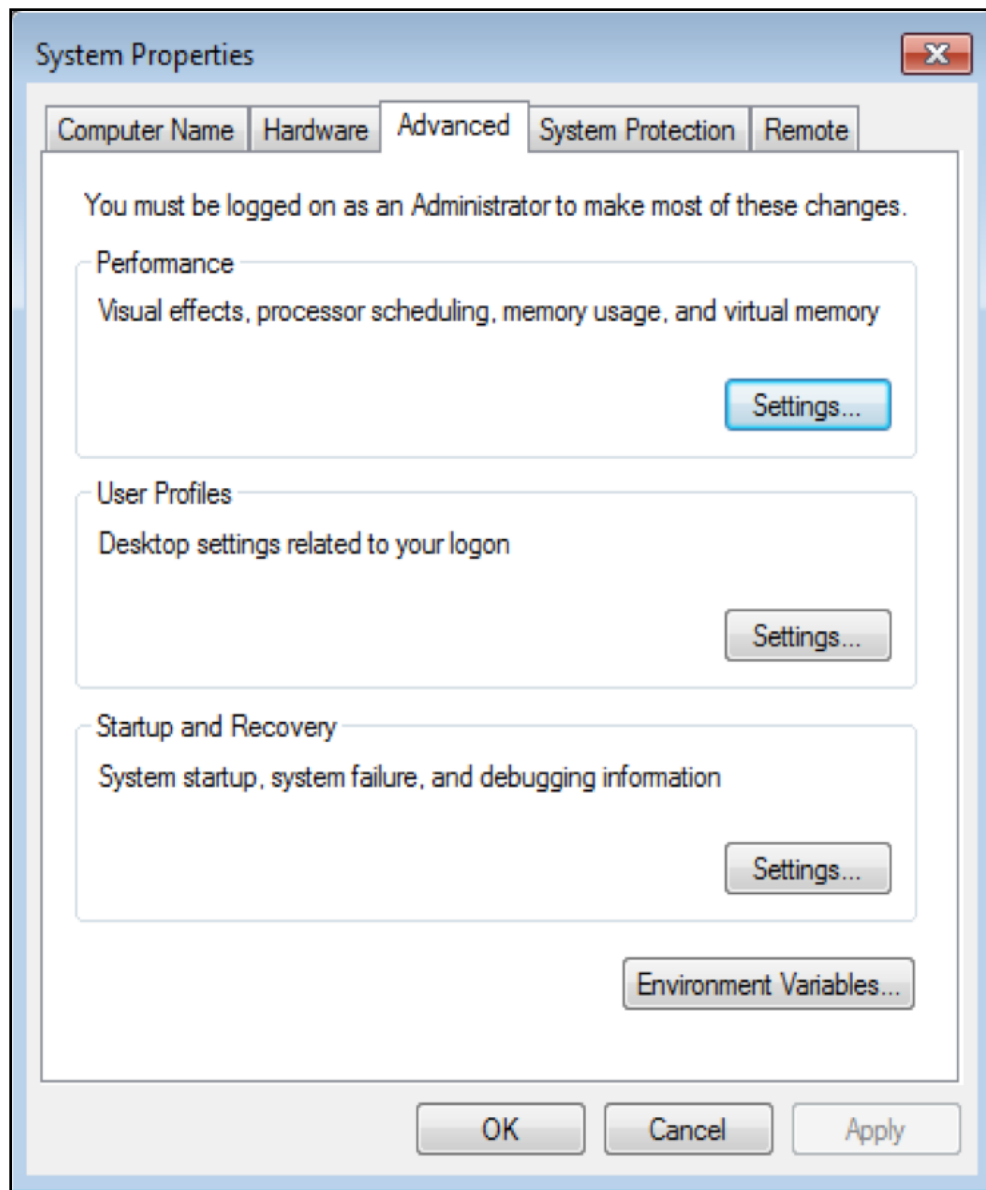 System Properties
Computer Name Hardware Advanced System Protection Remote
You must be logged on as an Administrator to make most of these changes.
Performance
Visual effects, processor scheduling, memory usage, and virtual memory
Settings...
User Profiles
Desktop settings related to your logon
Settings...
Startup and Recovery
System startup, system failure, and debugging information
Settings...
Environment Variables...
OK Cancel Apply